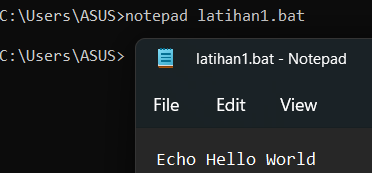 C:\Users\ASUS>notepad latihan1.bat
C:\Users\ASUS>
latihan1.bat - Notepad
File Edit View
Echo Hello World